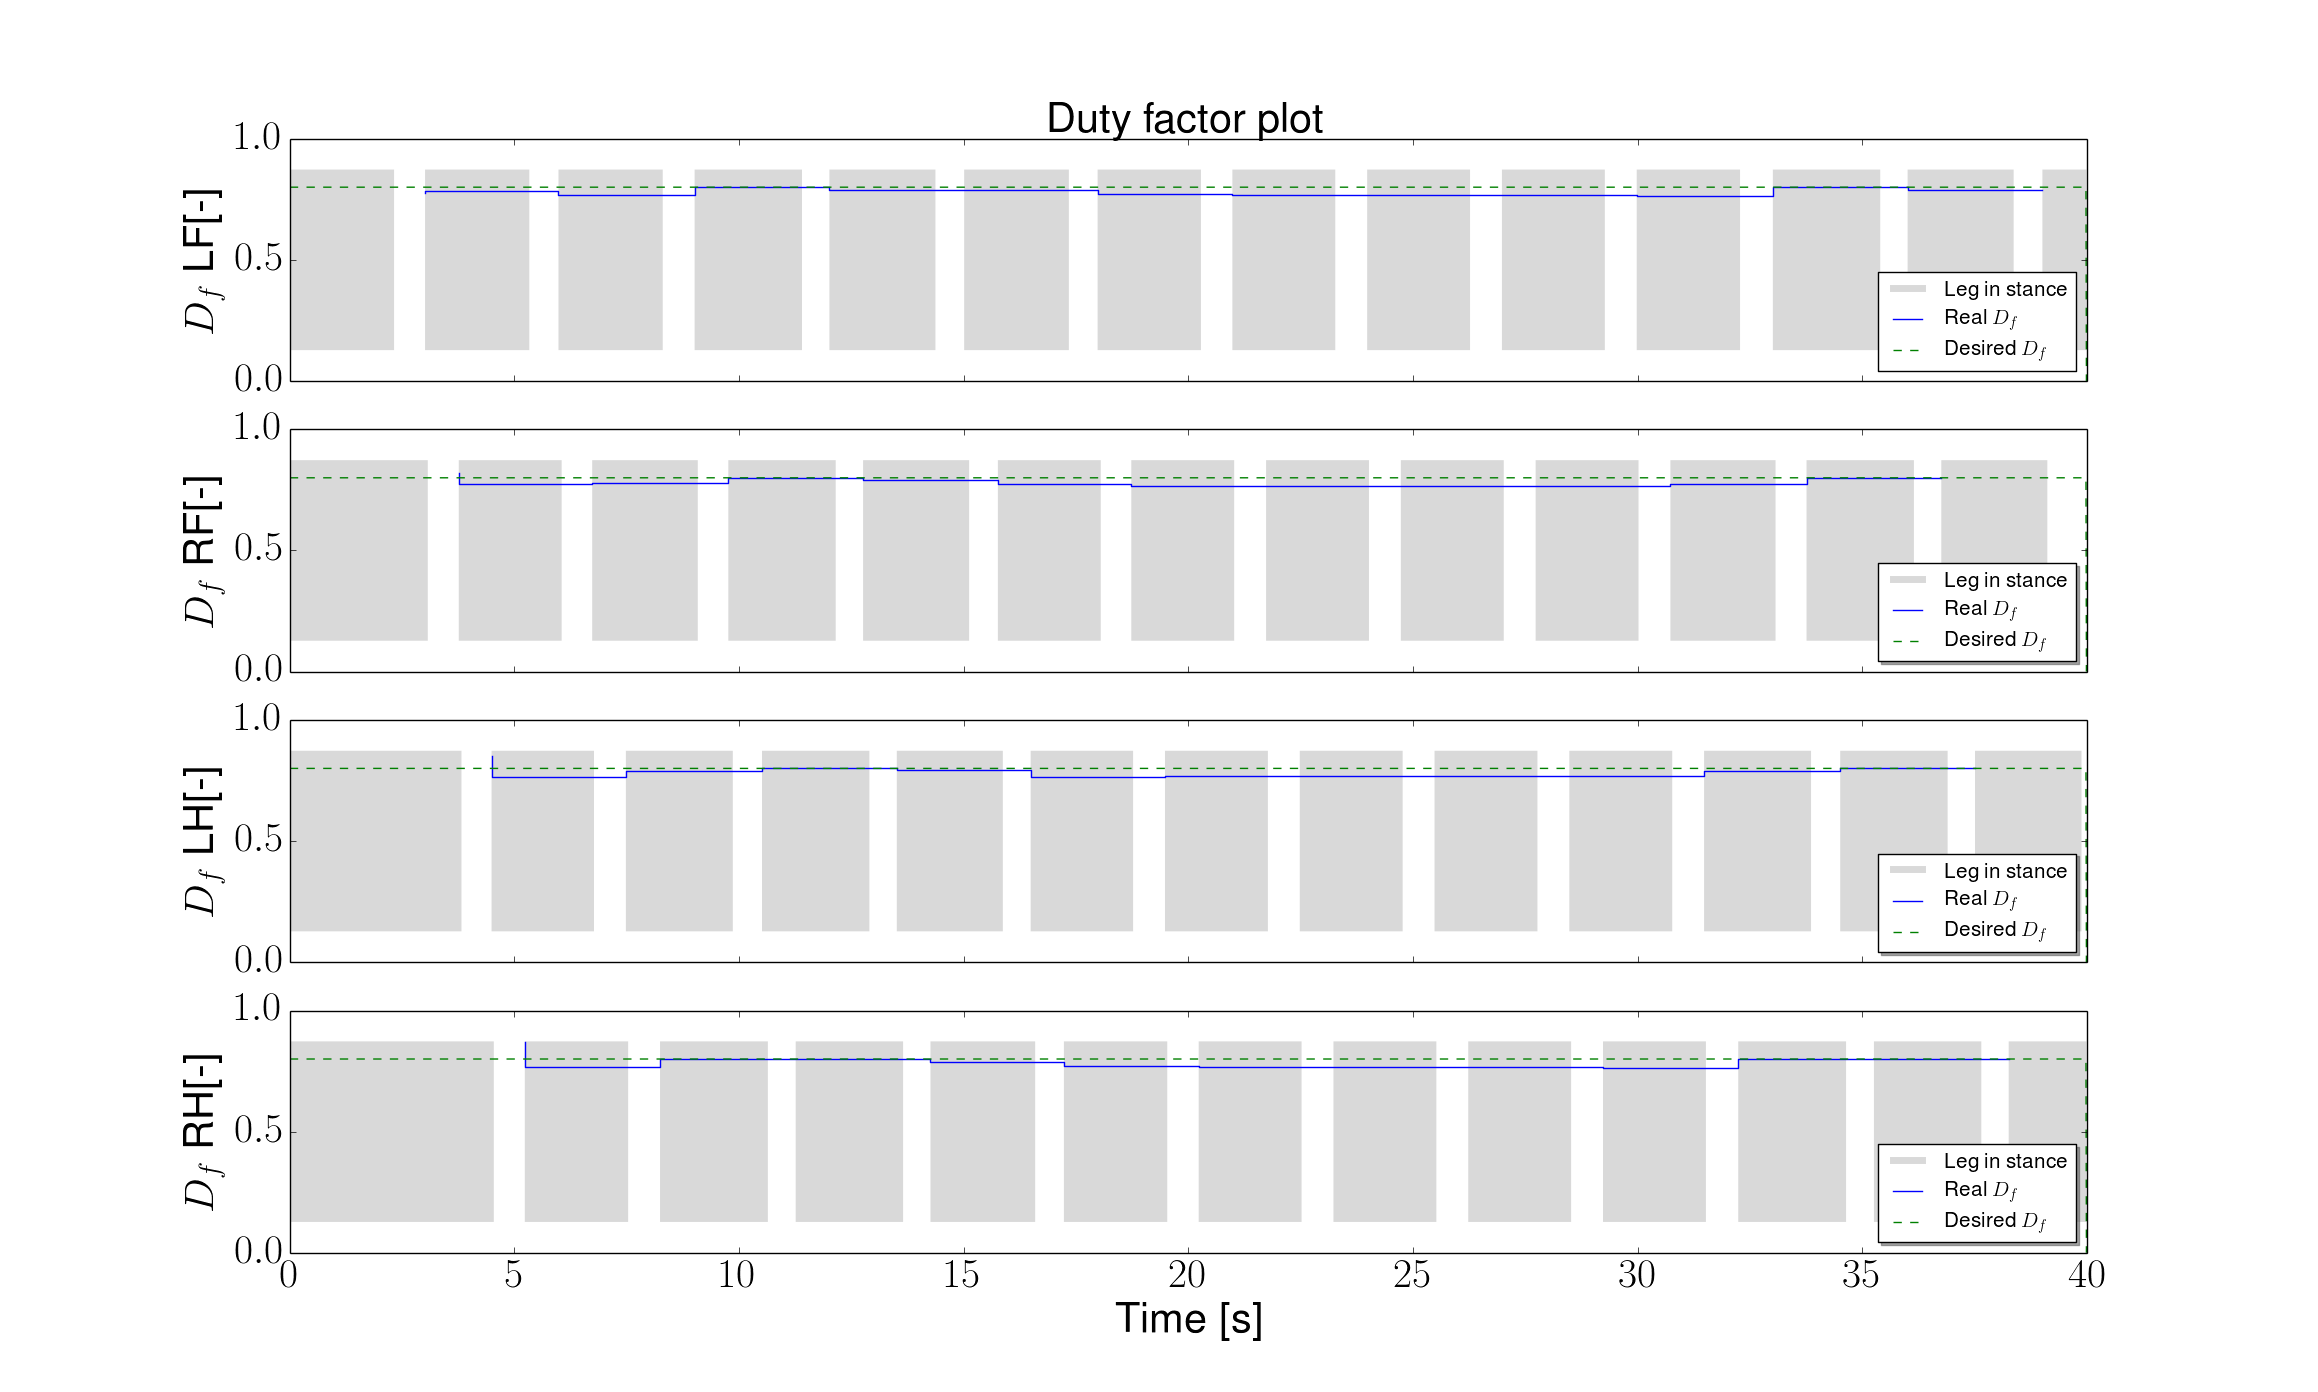 Duty factor plot
1.0
0.5
0.0
D_f LF[-]
Leg in stance
Real D_f
Desired D_f
1.0
0.5
0.0
D_f RF[-]
Leg in stance
Real D_f
Desired D_f
1.0
0.5
0.0
D_f LH[-]
Leg in stance
Real D_f
Desired D_f
1.0
0.5
0.0
D_f RH[-]
Leg in stance
Real D_f
Desired D_f
0 5 10 15 20 25 30 35 40
Time [s]